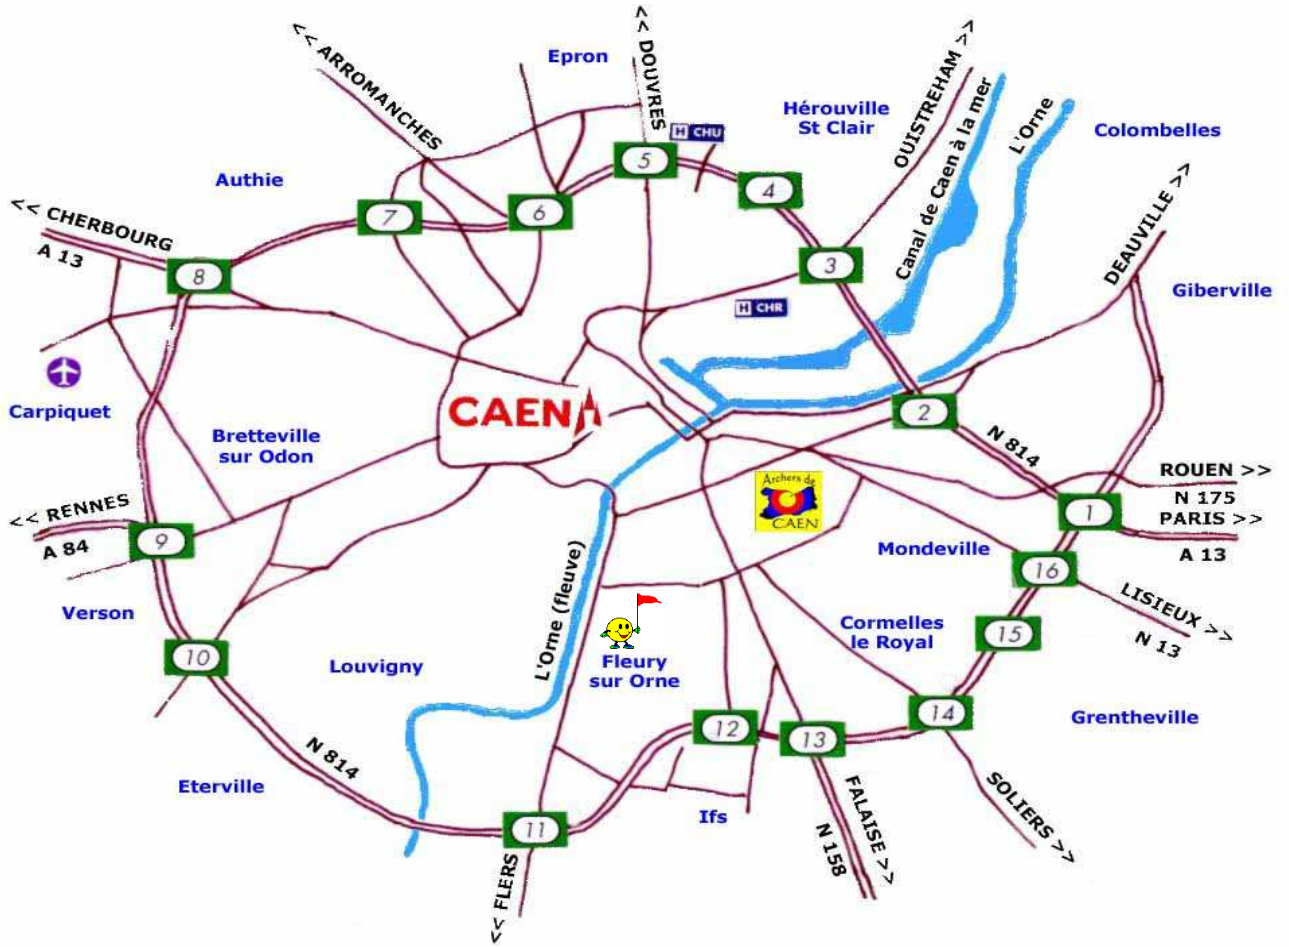 << DOUVRES
<< ARROMANCHES
Epron
OUISTREHAM >>
Hérouville
St Clair
Canal de Caen à la mer
L'Orne
Colombelles
H CHU
5
4
Authie
<< CHERBOURG
A 13
7
6
DEAUVILLE >>
8
3
Giberville
H CHR
Carpiquet
CAEN
2
Bretteville
sur Odon
N 814
ROUEN >>
N 175
<< RENNES
A 84
Archers de
CAEN
1
PARIS >>
A 13
9
Mondeville
16
LISIEUX >>
N 13
Verson
L'Orne (fleuve)
Cormelles
le Royal
15
10
Louvigny
Fleury
sur Orne
14
Grentheville
12
13
N 814
Eterville
SOLIERS >>
FALAISE >>
N 158
Ifs
11
<< FLERS